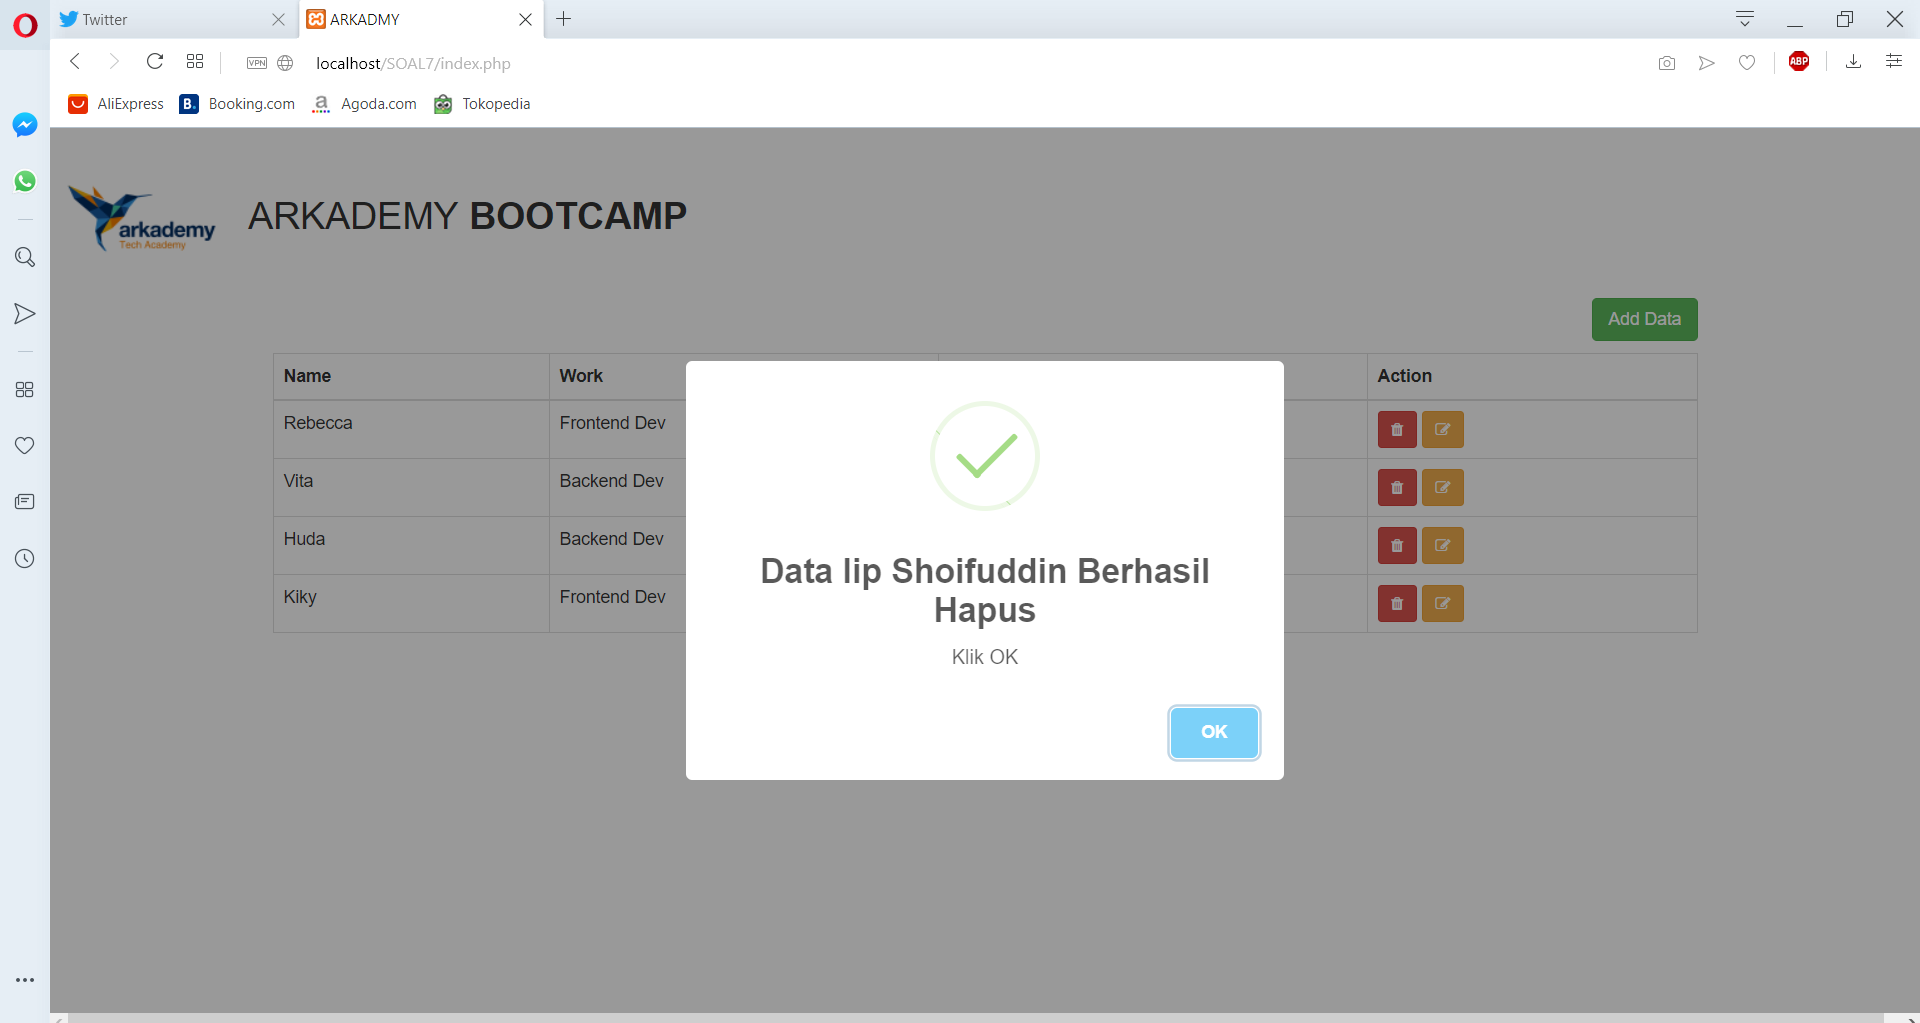 Twitter
ARKADMY
VPN
localhost/SOAL7/index.php
ABP
AliExpress
B. Booking.com
a Agoda.com
Tokopedia
arkademy
Tech Academy
ARKADEMY BOOTCAMP
Add Data
Name Work Action
Rebecca Frontend Dev
Vita Backend Dev
Huda Backend Dev
Kiky Frontend Dev
Data Iip Shoifuddin Berhasil
Hapus
Klik OK
OK